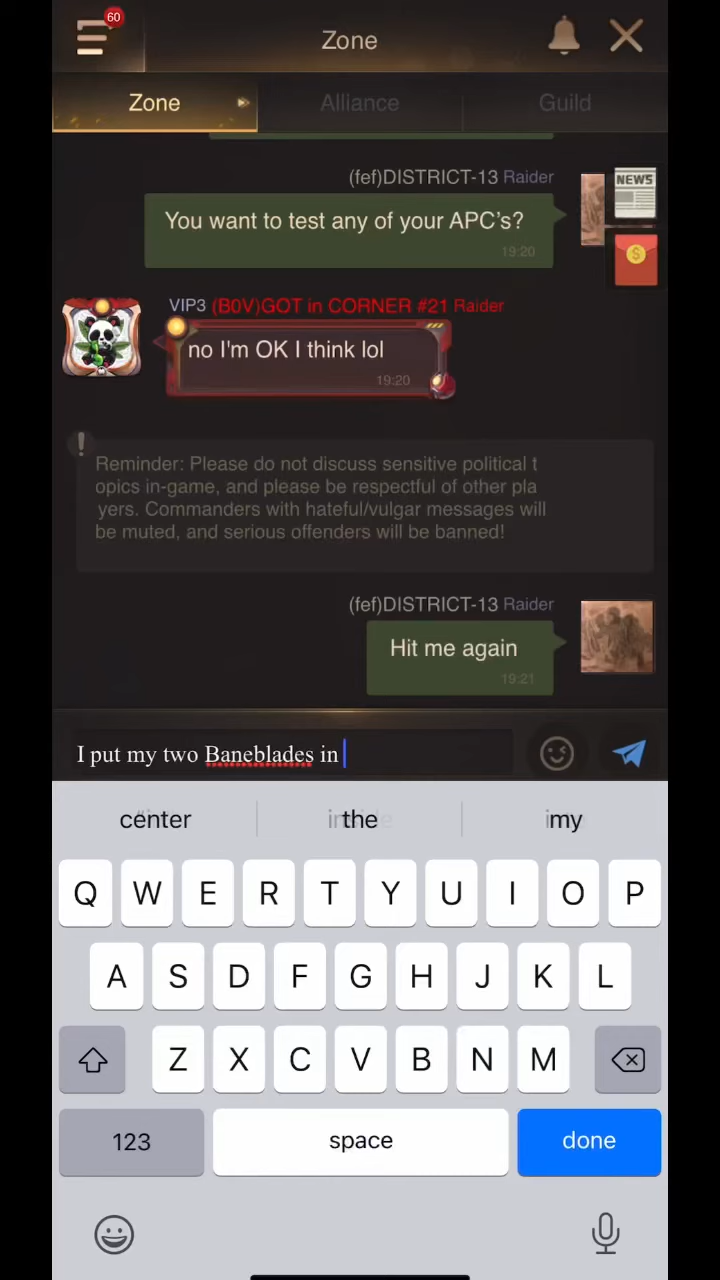 60
Zone
Zone
Alliance
Guild
(fef)DISTRICT-13 Raider
NEWS
You want to test any of your APC's?
19:20
VIP3 (B0V)GOT in CORNER #21 Raider
no I'm OK I think lol
19:20
Reminder: Please do not discuss sensitive political t
opics in-game, and please be respectful of other pla
yers. Commanders with hateful/vulgar messages will
be muted, and serious offenders will be banned!
(fef)DISTRICT-13 Raider
Hit me again
19:21
I put my two Baneblades in
center the my
Q W E R T Y U I O P
A S D F G H J K L
Z X C V B N M
123 space done